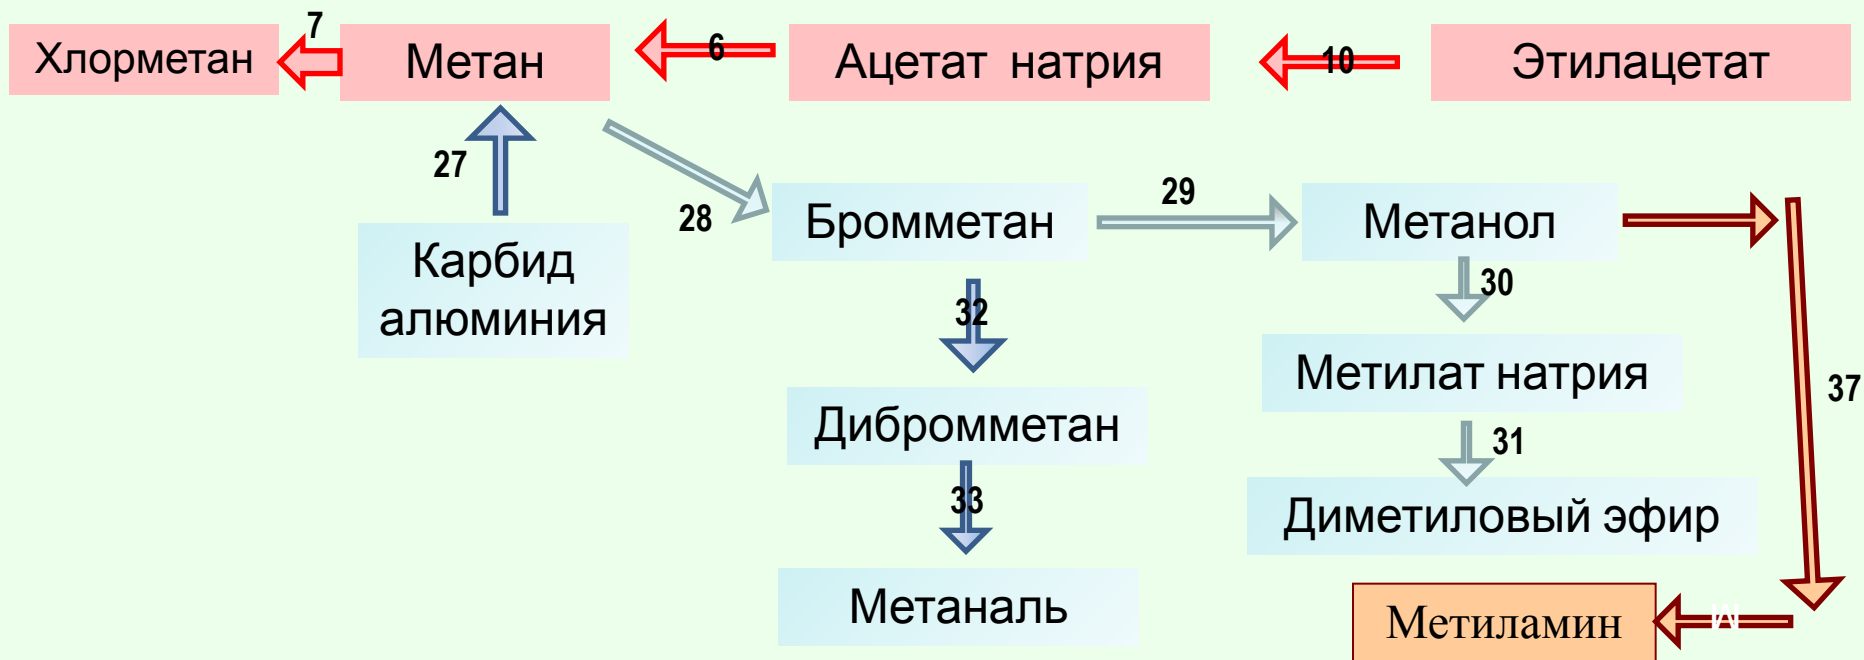 7
Хлорметан
Метан
6
Ацетат натрия
10
Этилацетат
27
28
Бромметан
29
Метанол
Карбид
алюминия
32
30
Метилат натрия
37
Дибромметан
31
33
Диметиловый эфир
Метаналь
Метиламин